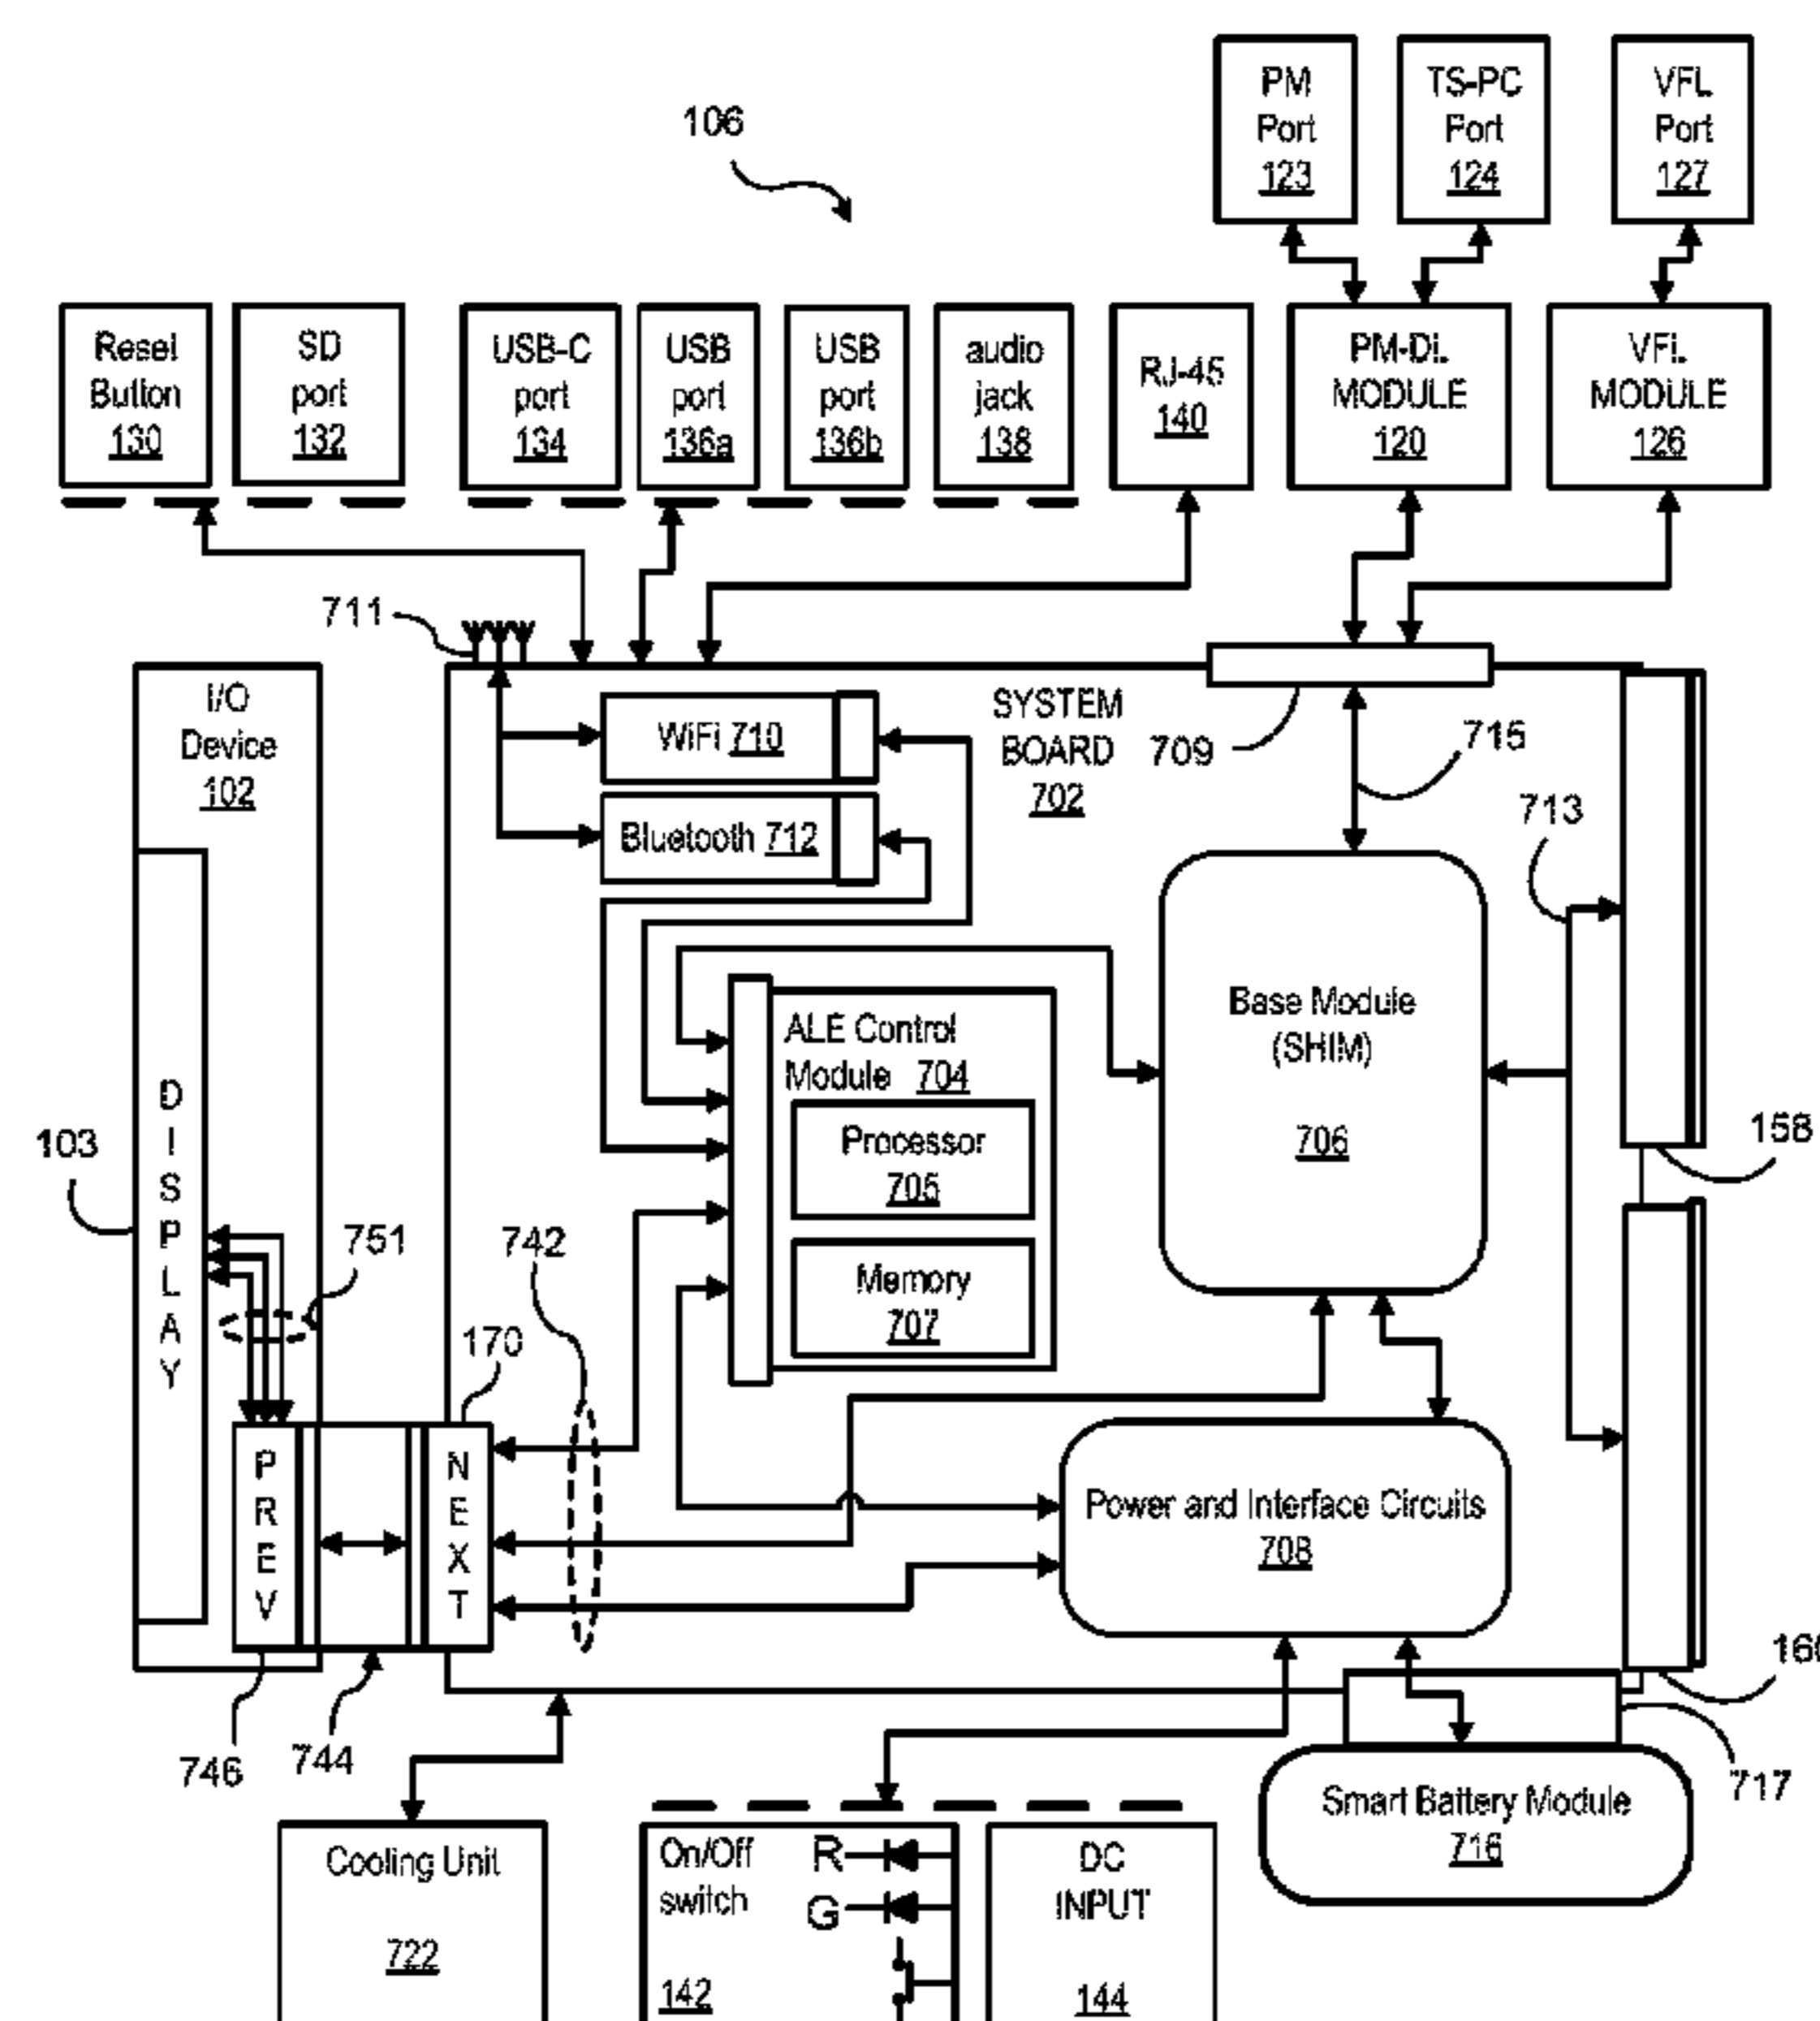 106
PM
Port
123
TS-PC
Port
124
VFL
Port
127
Reset
Button
130
SD
port
132
USB-C
port
134
USB
port
136a
USB
port
136b
audio
jack
138
RJ-45
140
PM-DL
MODULE
120
VFL
MODULE
126
711
I/O
Device
102
WiFi 710
SYSTEM
BOARD
702
709
715
713
Bluetooth 712
DISPLAY
103
751
742
170
ALE Control
Module 704
Processor
705
Memory
707
Base Module
(SHIM)
706
158
PREV
NEXT
Power and Interface Circuits
708
746
744
717
Cooling Unit
722
On/Off
switch
142
R
G
DC
INPUT
144
Smart Battery Module
716